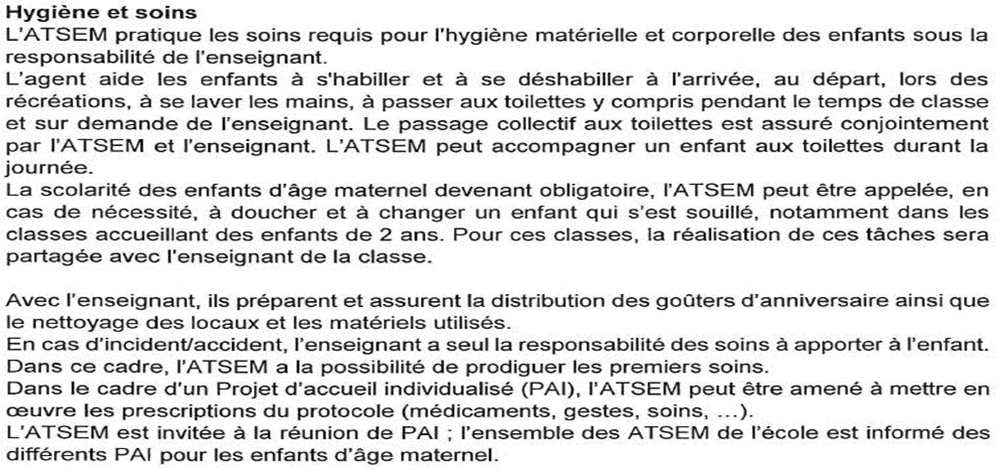 Hygiène et soins
L'ATSEM pratique les soins requis pour l'hygiène matérielle et corporelle des enfants sous la
responsabilité de l'enseignant.
L'agent aide les enfants à s'habiller et à se déshabiller à l'arrivée, au départ, lors des
récréations, à se laver les mains, à passer aux toilettes y compris pendant le temps de classe
et sur demande de l'enseignant. Le passage collectif aux toilettes est assuré conjointement
par l'ATSEM et l'enseignant. L'ATSEM peut accompagner un enfant aux toilettes durant la
journée.
La scolarité des enfants d'âge maternel devenant obligatoire, l'ATSEM peut être appelée, en
cas de nécessité, à doucher et à changer un enfant qui s'est souillé, notamment dans les
classes accueillant des enfants de 2 ans. Pour ces classes, la réalisation de ces tâches sera
partagée avec l'enseignant de la classe.

Avec l'enseignant, ils préparent et assurent la distribution des goûters d'anniversaire ainsi que
le nettoyage des locaux et les matériels utilisés.
En cas d'incident/accident, l'enseignant a seul la responsabilité des soins à apporter à l'enfant.
Dans ce cadre, l'ATSEM a la possibilité de prodiguer les premiers soins.
Dans le cadre d'un Projet d'accueil individualisé (PAI), l'ATSEM peut être amené à mettre en
œuvre les prescriptions du protocole (médicaments, gestes, soins, ...).
L'ATSEM est invitée à la réunion de PAI ; l'ensemble des ATSEM de l'école est informé des
différents PAI pour les enfants d'âge maternel.